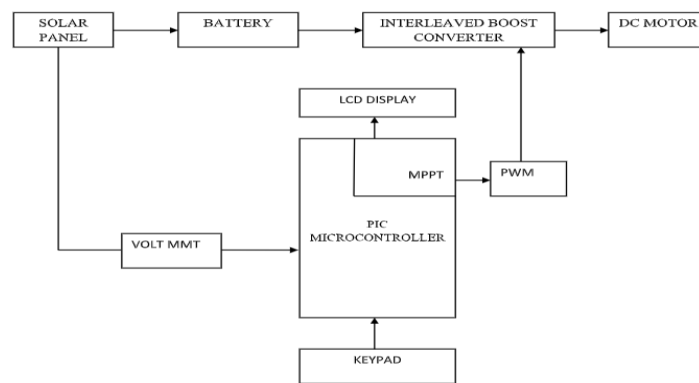 SOLAR
PANEL
BATTERY
INTERLEAVED BOOST
CONVERTER
DC MOTOR
LCD DISPLAY
MPPT
PWM
PIC
MICROCONTROLLER
VOLT MMT
KEYPAD